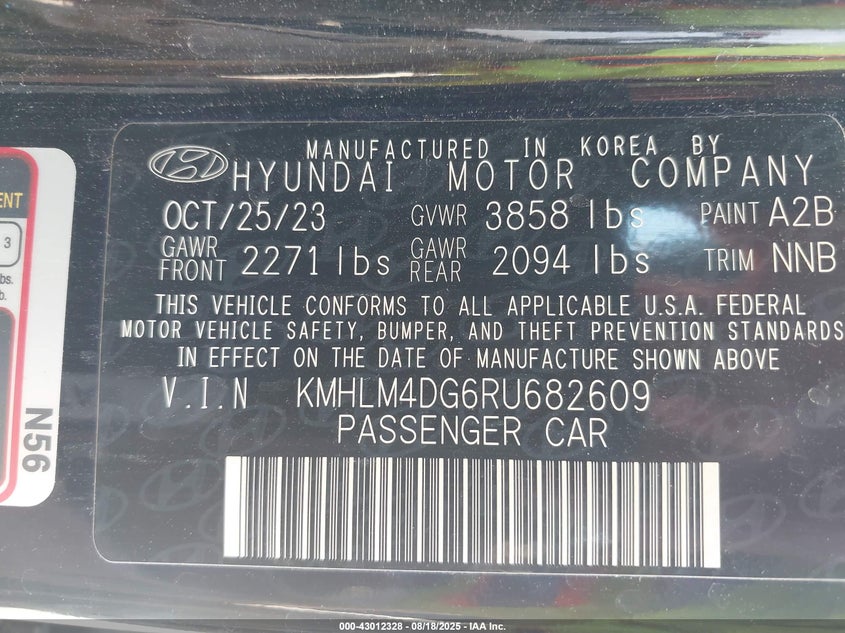 ENT
3
bs.
b.
N56
MANUFACTURED IN KOREA BY
HYUNDAI MOTOR COMPANY
OCT/25/23 GVWR 3858 lbs PAINT A2B
GAWR FRONT 2271 lbs GAWR REAR 2094 lbs TRIM NNB
THIS VEHICLE CONFORMS TO ALL APPLICABLE U.S.A. FEDERAL
MOTOR VEHICLE SAFETY, BUMPER, AND THEFT PREVENTION STANDARDS
IN EFFECT ON THE DATE OF MANUFACTURE SHOWN ABOVE
V.I.N KMHLM4DG6RU682609
PASSENGER CAR
000-43012328 - 08/18/2025 - IAA Inc.